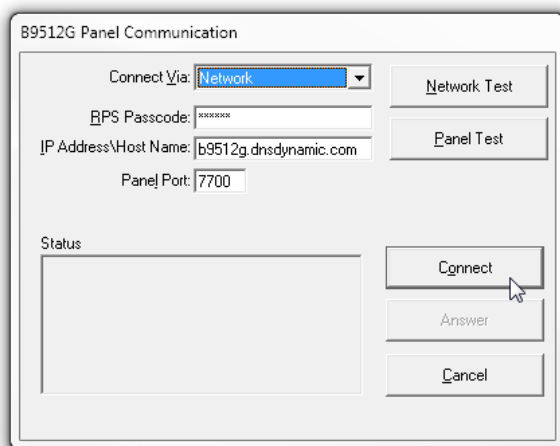 B9512G Panel Communication
Connect Via: Network
Network Test
RPS Passcode: ******
IP Address\Host Name: b9512g.dnsdynamic.com
Panel Test
Panel Port: 7700
Status
Connect
Answer
Cancel